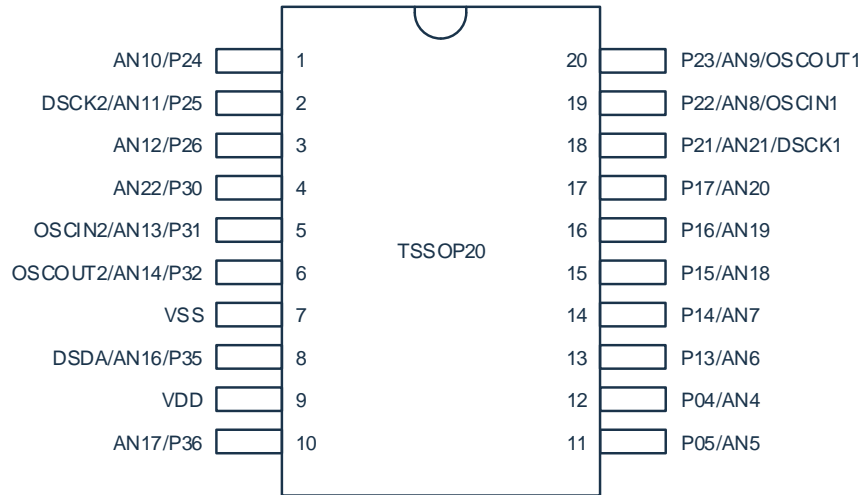 AN10/P24 1 20 P23/AN9/OSCOUT1
DSCK2/AN11/P25 2 19 P22/AN8/OSCIN1
AN12/P26 3 18 P21/AN21/DSCK1
AN22/P30 4 17 P17/AN20
OSCIN2/AN13/P31 5 16 P16/AN19
TSSOP20
OSCOUT2/AN14/P32 6 15 P15/AN18
VSS 7 14 P14/AN7
DSDA/AN16/P35 8 13 P13/AN6
VDD 9 12 P04/AN4
AN17/P36 10 11 P05/AN5